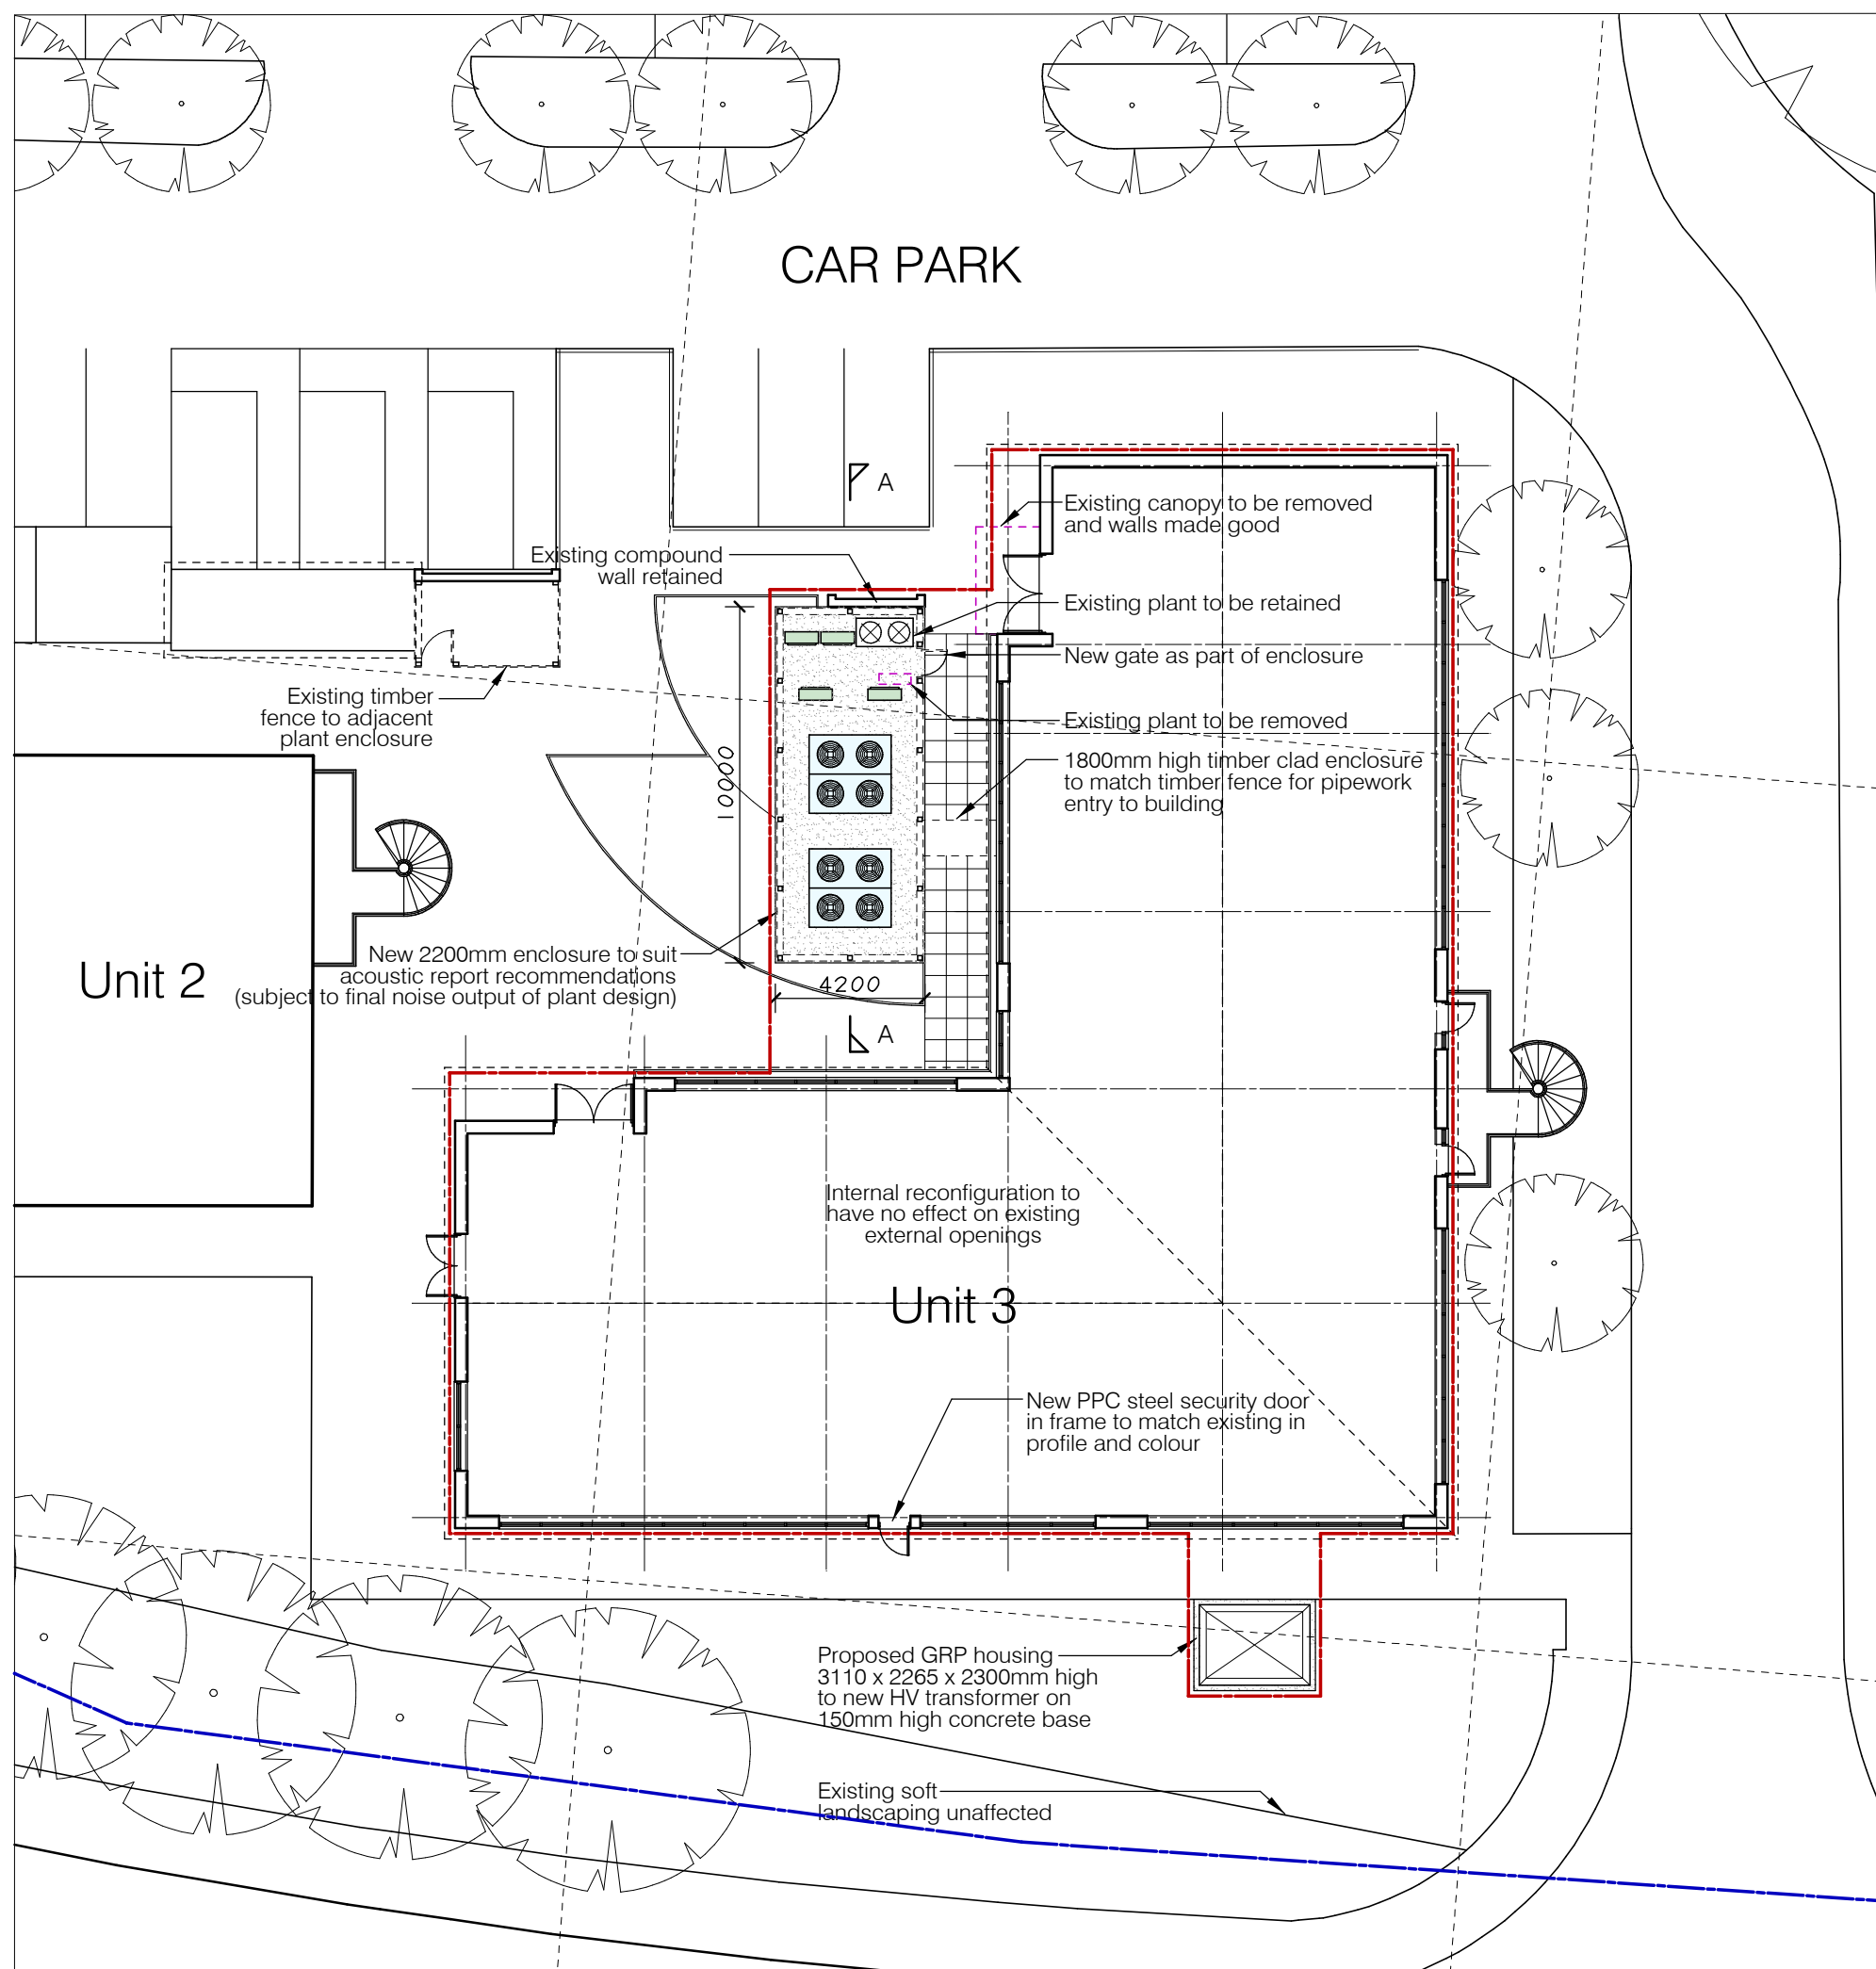 CAR PARK
A
Existing canopy to be removed
and walls made good
Existing compound
wall retained
Existing plant to be retained
New gate as part of enclosure
Existing timber
fence to adjacent
plant enclosure
Existing plant to be removed
1800mm high timber clad enclosure
to match timber fence for pipework
entry to building
10000
New 2200mm enclosure to suit
acoustic report recommendations
(subject to final noise output of plant design)
Unit 2
4200
A
Internal reconfiguration to
have no effect on existing
external openings
Unit 3
New PPC steel security door
in frame to match existing in
profile and colour
Proposed GRP housing
3110 x 2265 x 2300mm high
to new HV transformer on
150mm high concrete base
Existing soft
landscaping unaffected